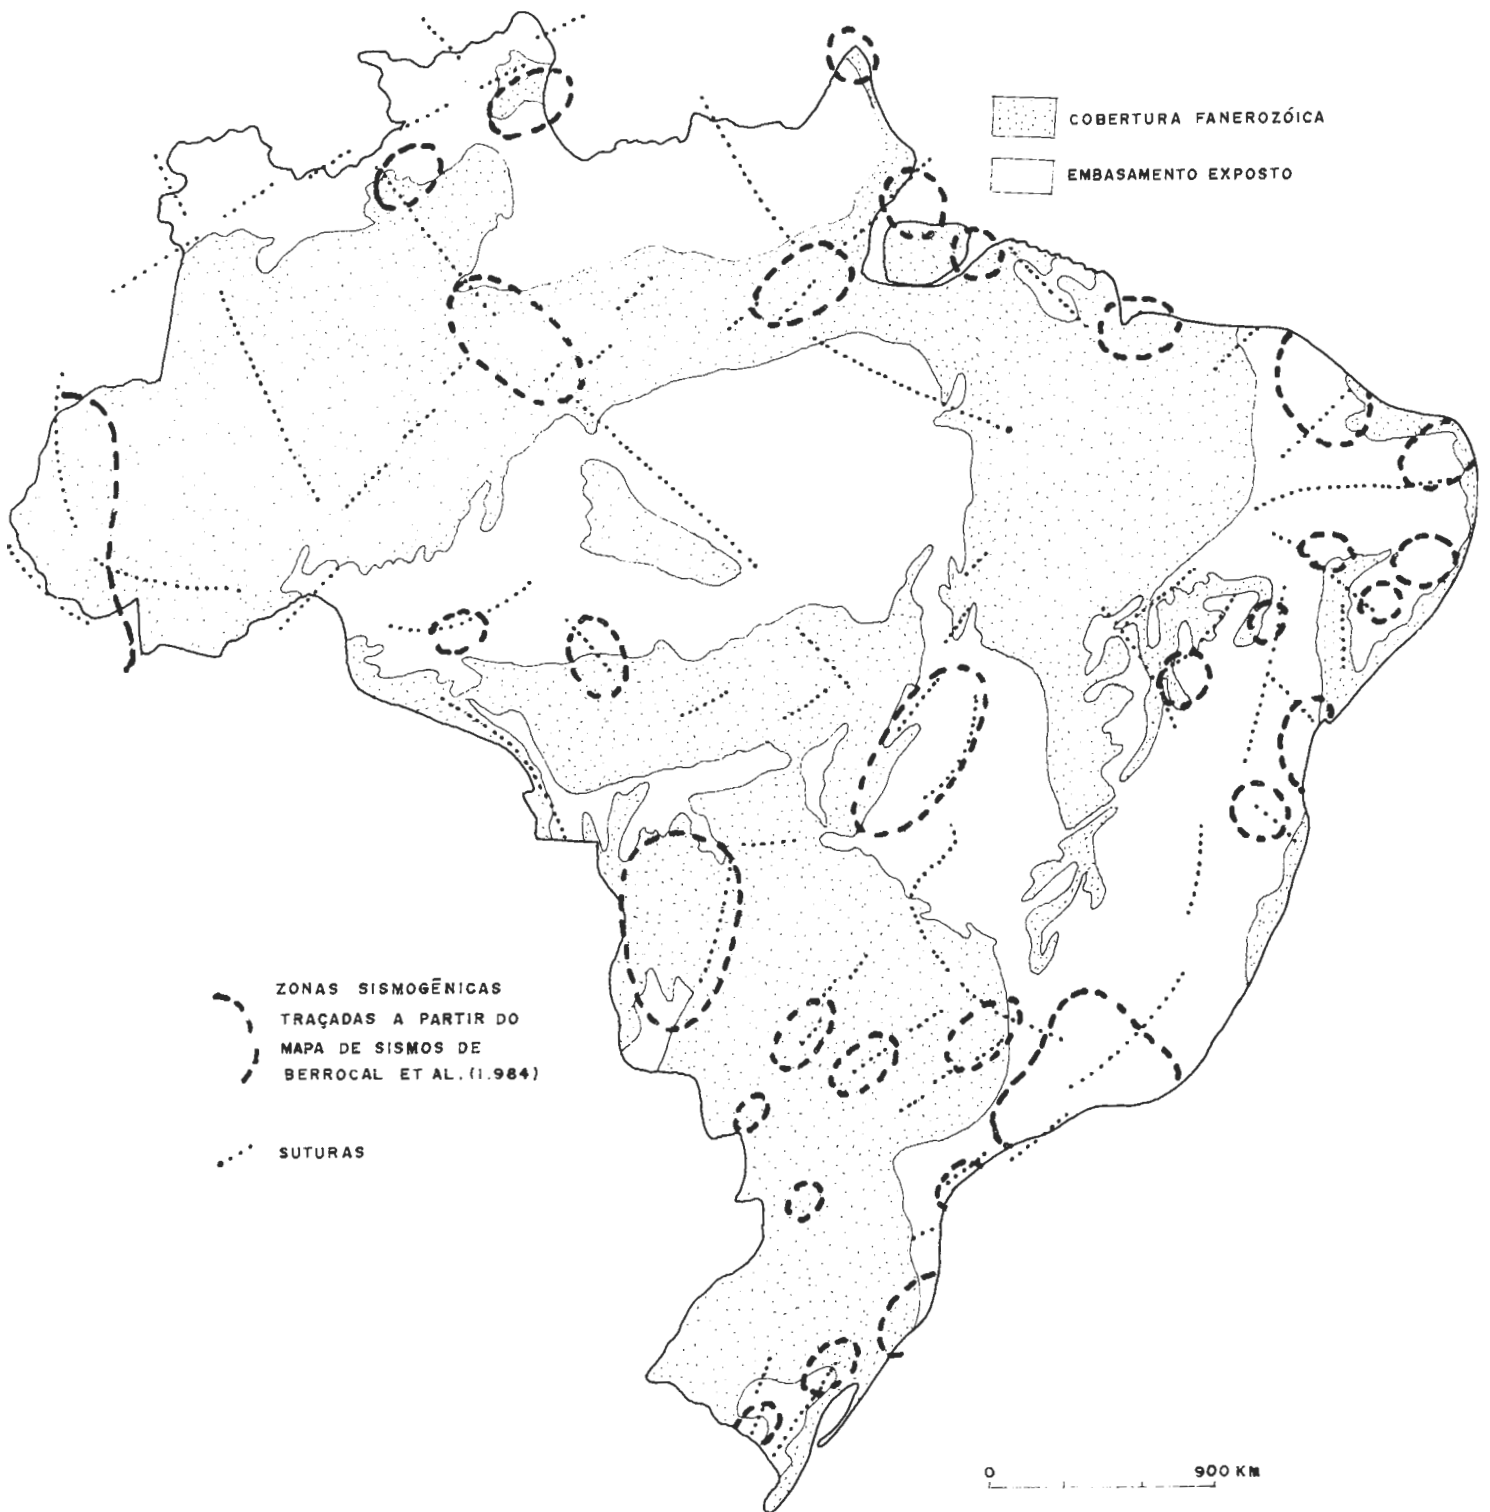 COBERTURA FANEROZÓICA
EMBASAMENTO EXPOSTO
ZONAS SISMOGĒNICAS
TRAÇADAS A PARTIR DO
MAPA DE SISMOS DE
BERROCAL ET AL. (1.984)
SUTURAS
0 900 KM